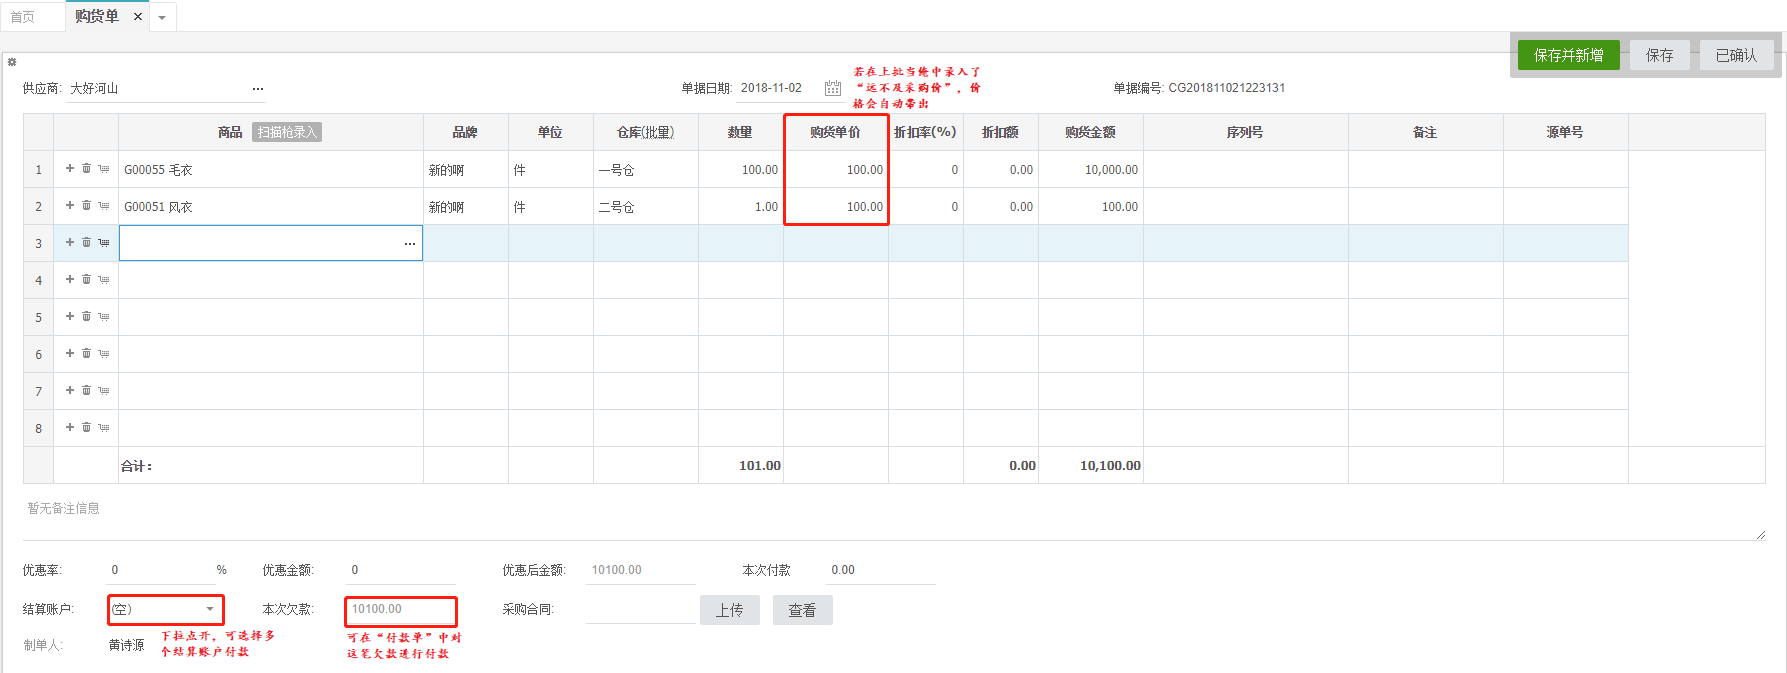 首页 购货单 ×
保存并新增 保存 已确认
供应商: 大好河山 ... 单据日期: 2018-11-02 单据编号: CG201811021223131
若在上批当俺中录入了
“远不及采购价”，价
格会自动带出
商品 扫描枪录入 品牌 单位 仓库(批量) 数量 购货单价 折扣率(%) 折扣额 购货金额 序列号 备注 源单号
1 G00055 毛衣 新的啊 件 一号仓 100.00 100.00 0 0.00 10,000.00
2 G00051 风衣 新的啊 件 二号仓 1.00 100.00 0 0.00 100.00
3 ...
4
5
6
7
8
合计： 101.00 0.00 10,100.00
暂无备注信息
优惠率: 0 % 优惠金额: 0 优惠后金额: 10100.00 本次付款 0.00
结算账户: (空) 本次欠款: 10100.00 采购合同: 上传 查看
制单人: 黄诗源
下拉点开，可选择多
个结算账户付款
可在“付款单”中对
这笔欠款进行付款